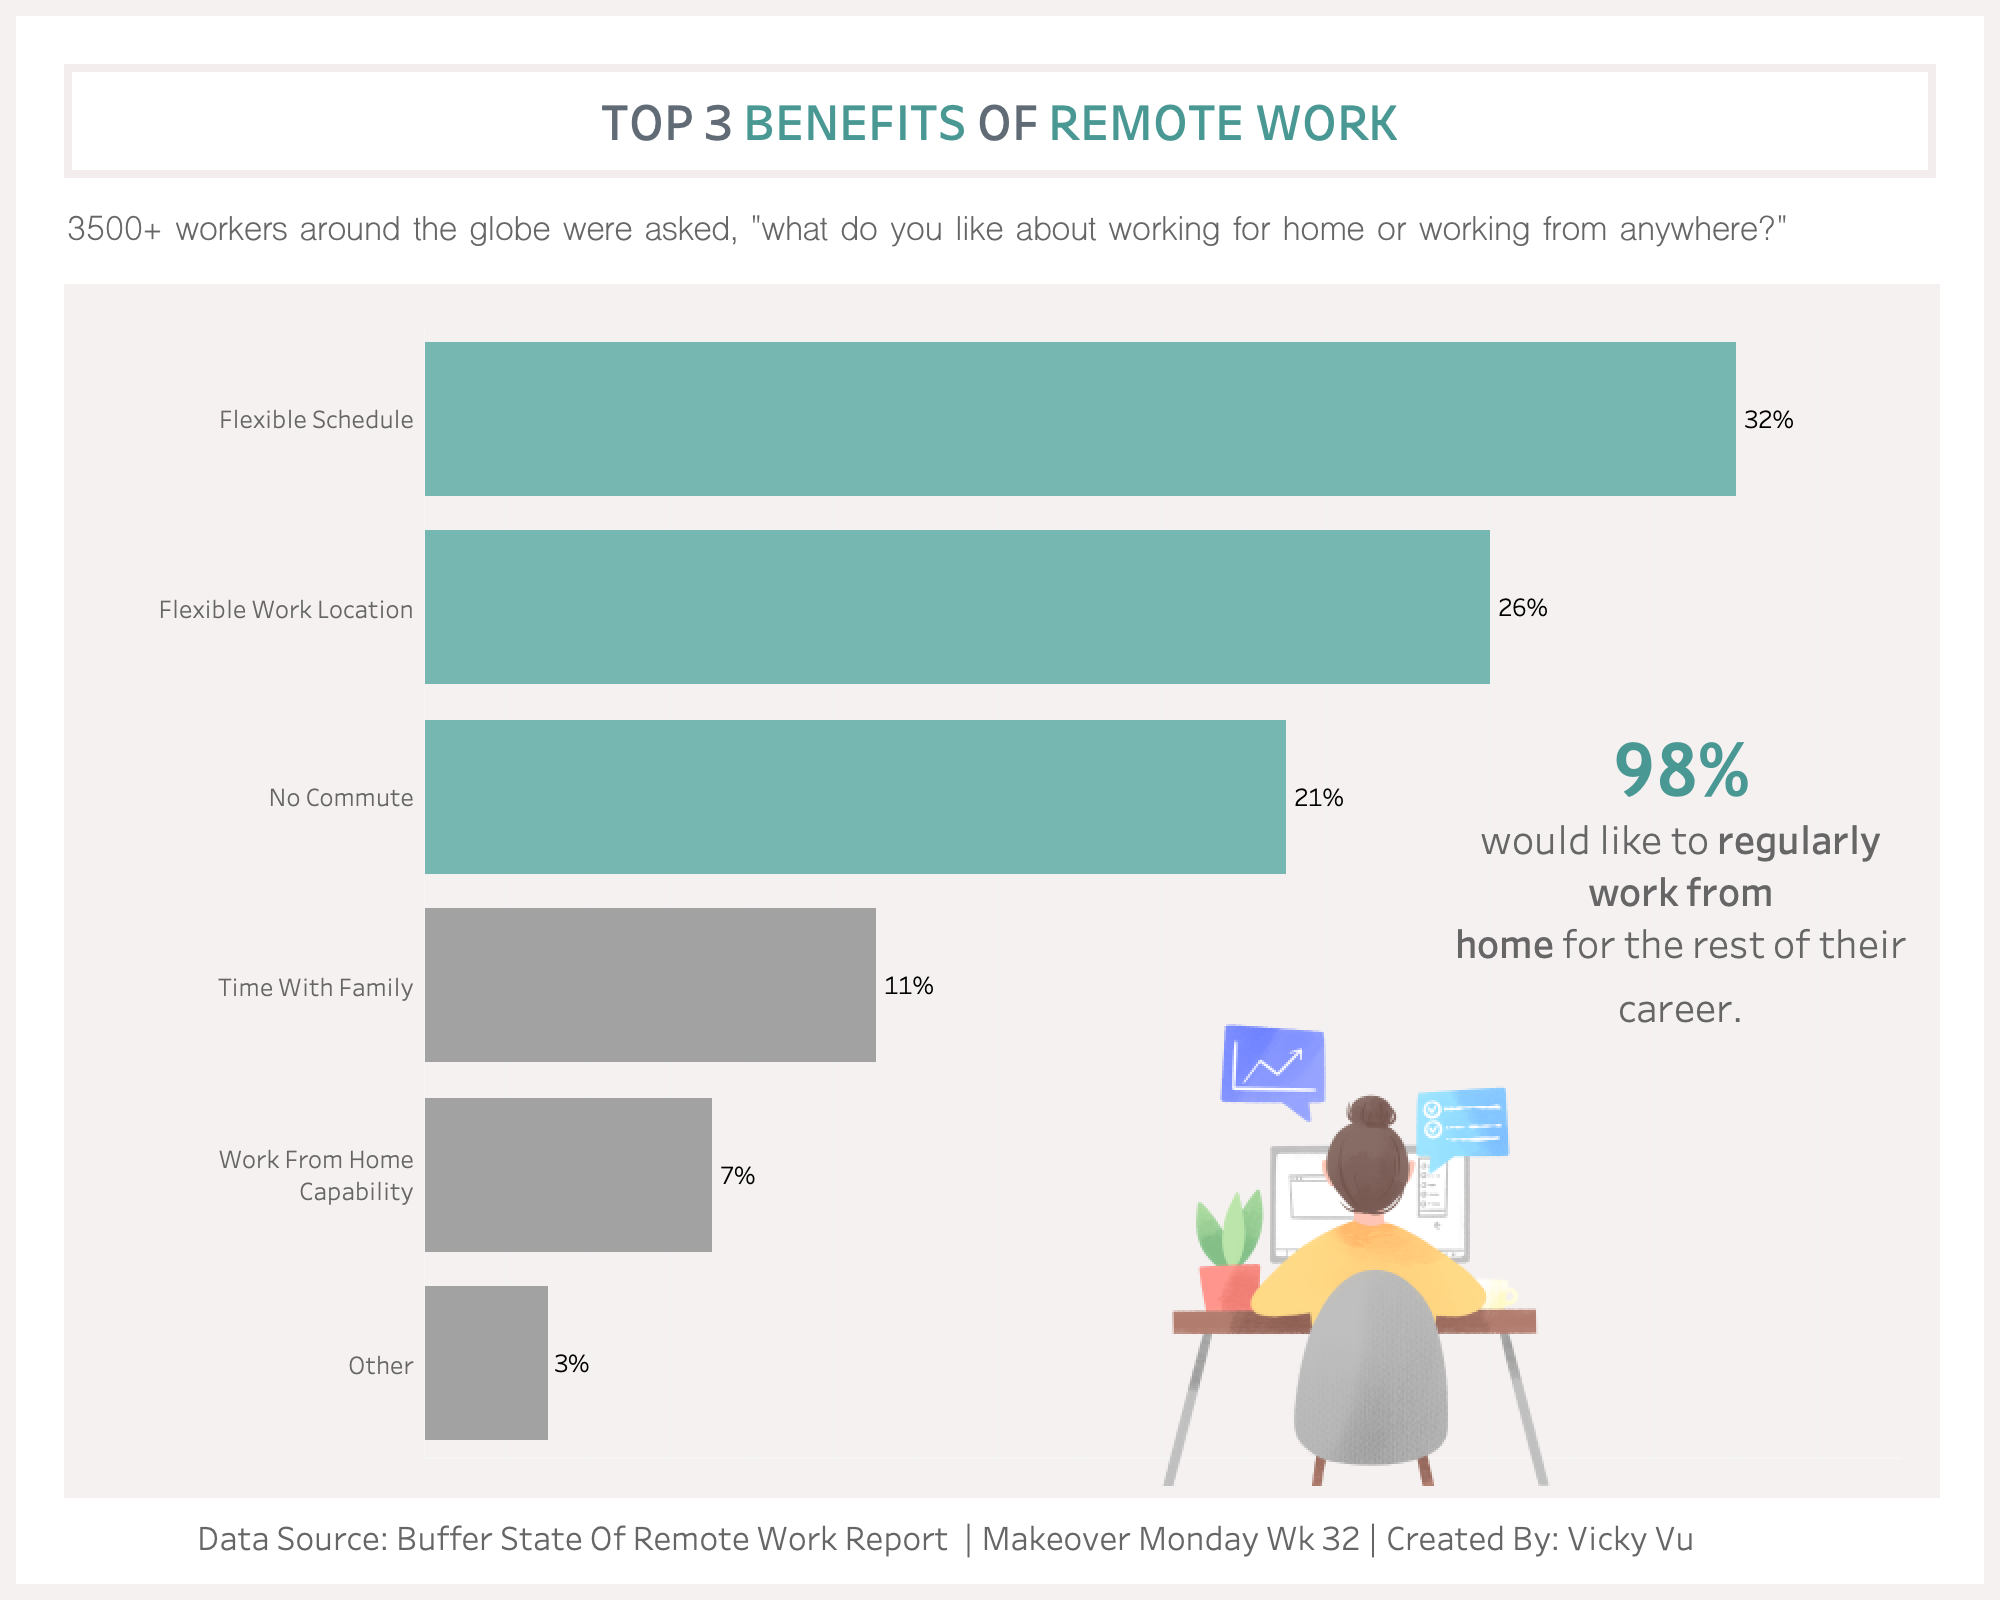 TOP 3 BENEFITS OF REMOTE WORK
3500+ workers around the globe were asked, "what do you like about working for home or working from anywhere?"
Flexible Schedule
32%
Flexible Work Location
26%
No Commute
21%
Time With Family
11%
Work From Home
Capability
7%
Other
3%
98%
would like to regularly
work from
home for the rest of their
career.
Data Source: Buffer State Of Remote Work Report | Makeover Monday Wk 32 | Created By: Vicky Vu